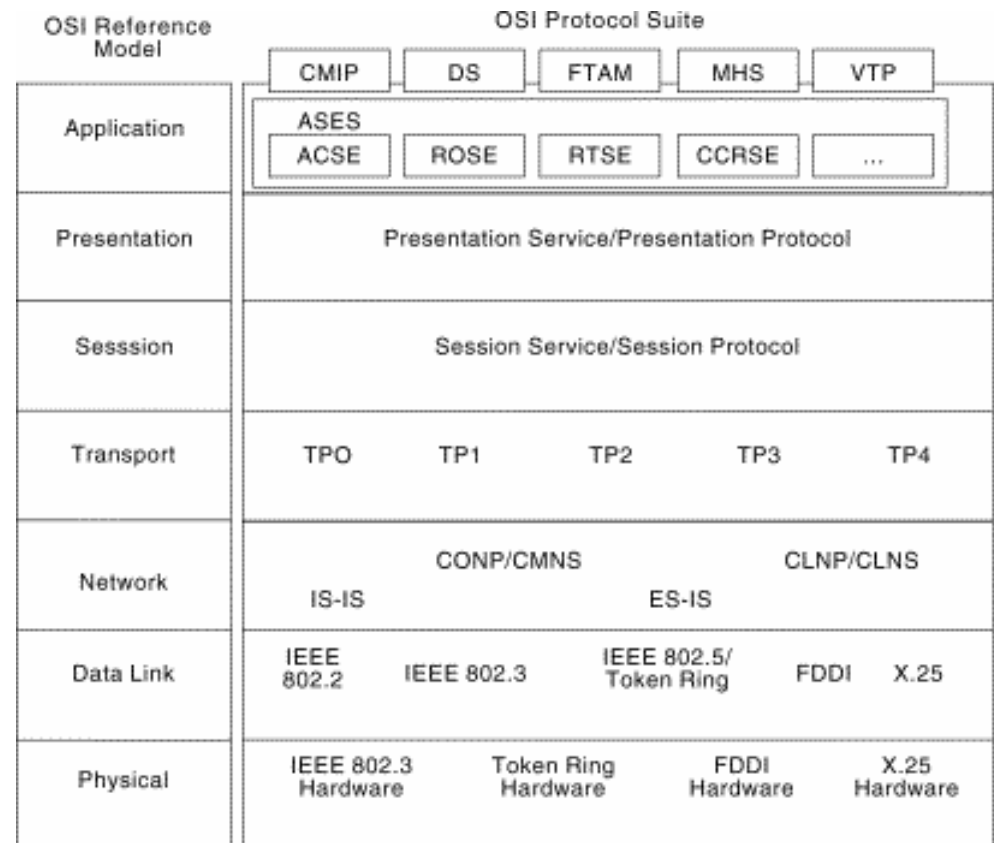 OSI Reference
Model
OSI Protocol Suite
CMIP DS FTAM MHS VTP
Application
ASES
ACSE ROSE RTSE CCRSE ...
Presentation
Presentation Service/Presentation Protocol
Sesssion
Session Service/Session Protocol
Transport
TPO TP1 TP2 TP3 TP4
Network
CONP/CMNS CLNP/CLNS
IS-IS ES-IS
Data Link
IEEE
802.2
IEEE 802.3
IEEE 802.5/
Token Ring
FDDI
X.25
Physical
IEEE 802.3
Hardware
Token Ring
Hardware
FDDI
Hardware
X.25
Hardware